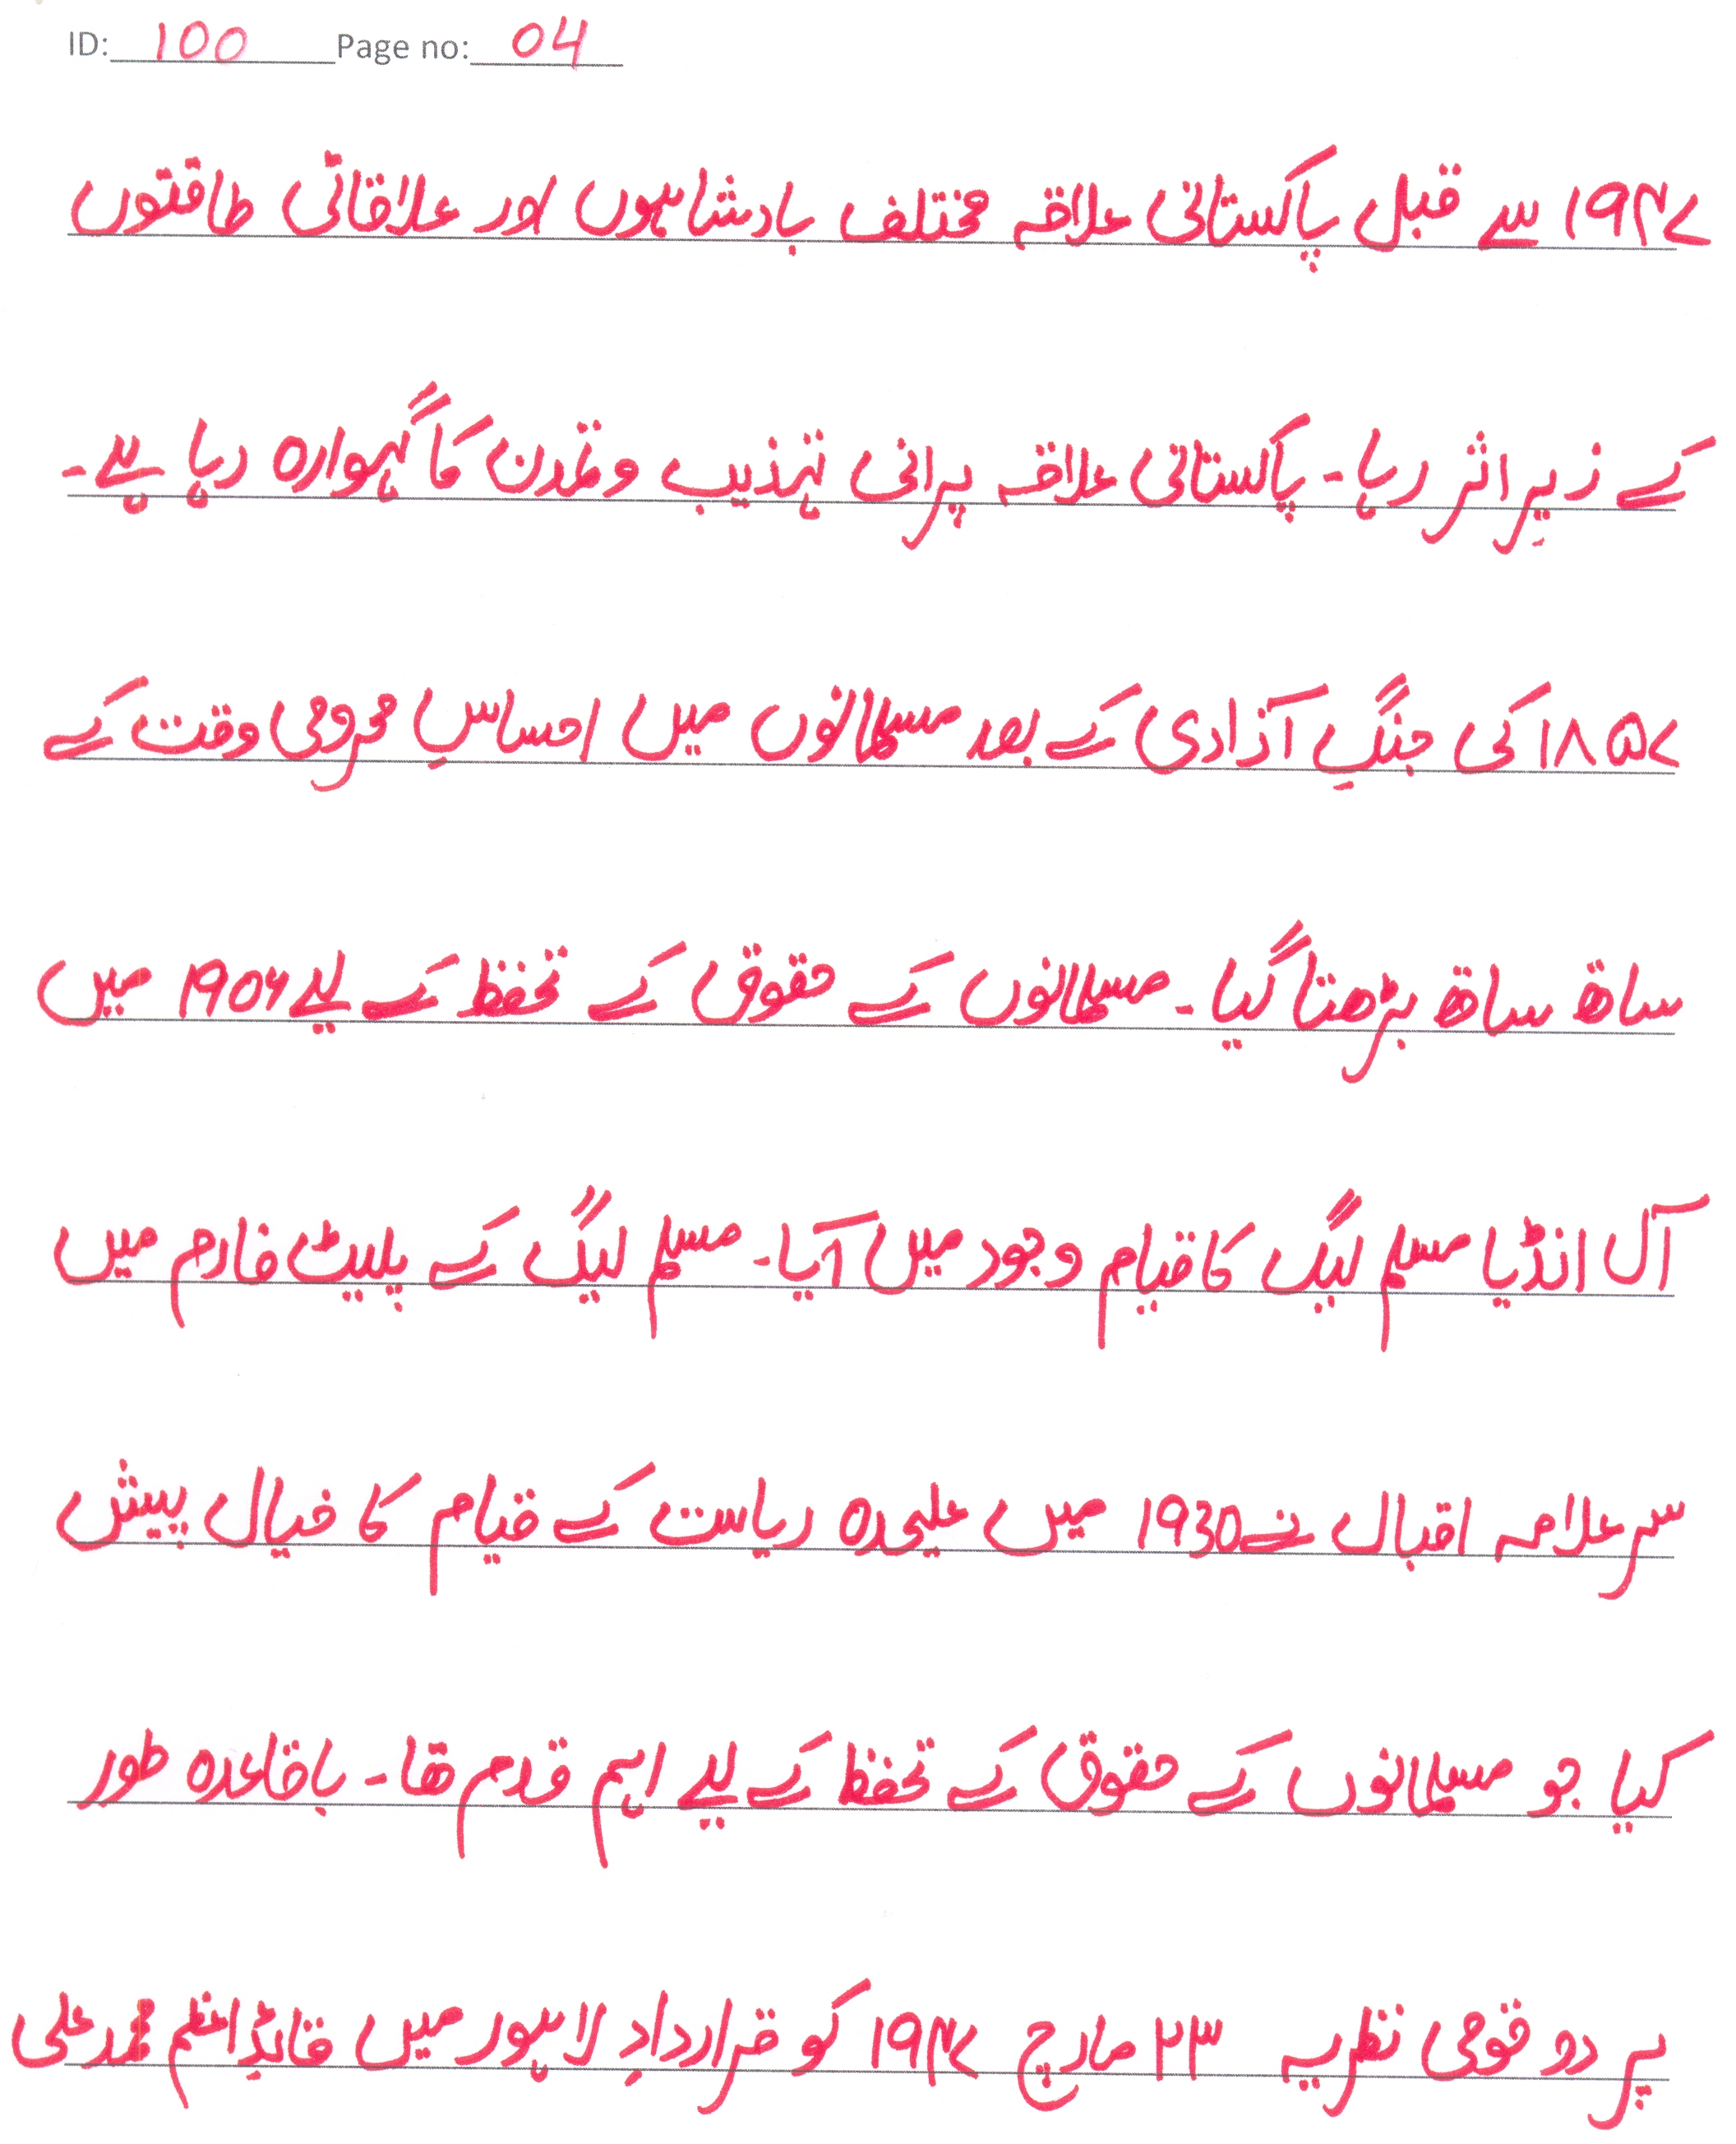 ID: 100 Page no: 04
۱۹۴۷ سے قبل پاکستانی علاقہ مختلف بادشاہوں اور علاقائی طاقتوں
کے زیرِ اثر رہا۔ پاکستانی علاقہ پرانی تہذیب و تمدن کا گہوارہ رہا ہے۔
۱۸۵۷ کی جنگِ آزادی کے بعد مسلمانوں میں احساسِ محرومی وقت کے
ساتھ ساتھ بڑھتا گیا۔ مسلمانوں کے حقوق کے تحفظ کے لیے ۱۹۰۶ میں
آل انڈیا مسلم لیگ کا قیام وجود میں آیا۔ مسلم لیگ کے پلیٹ فارم میں
سر علامہ اقبال نے 1930 میں علیحدہ ریاست کے قیام کا خیال پیش
کیا جو مسلمانوں کے حقوق کے تحفظ کے لیے اہم قدم تھا۔ باقاعدہ طور
پر دو قومی نظریہ ۲۳ مارچ ۱۹۴۷ کو قراردادِ لاہور میں قائدِ اعظم محمد علی